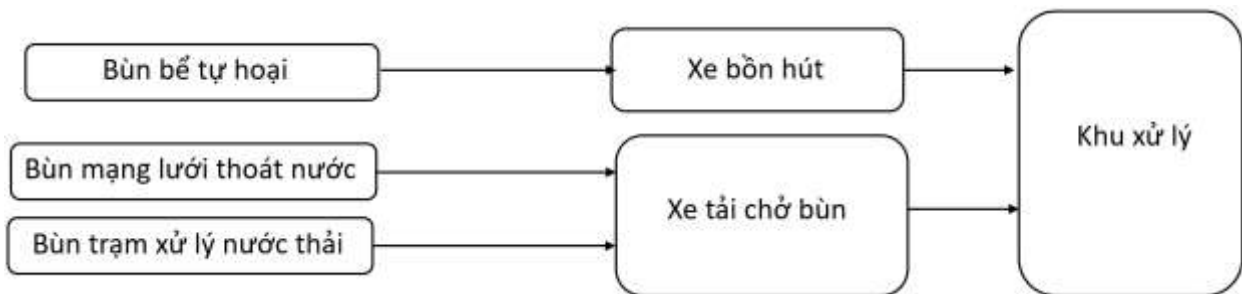 Bùn bể tự hoại
Xe bồn hút
Khu xử lý
Bùn mạng lưới thoát nước
Xe tải chở bùn
Bùn trạm xử lý nước thải